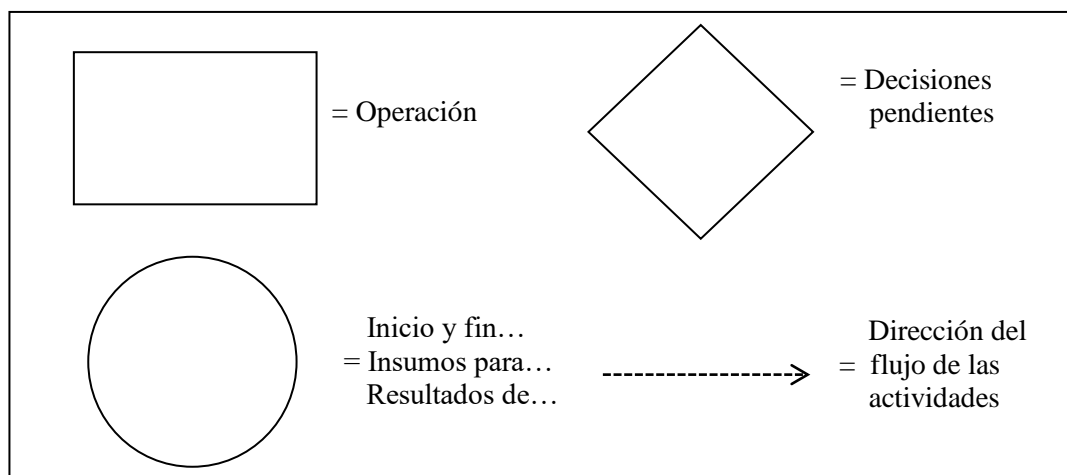 = Operación
= Decisiones
pendientes
Inicio y fin…
= Insumos para…
Resultados de…
Dirección del
= flujo de las
actividades